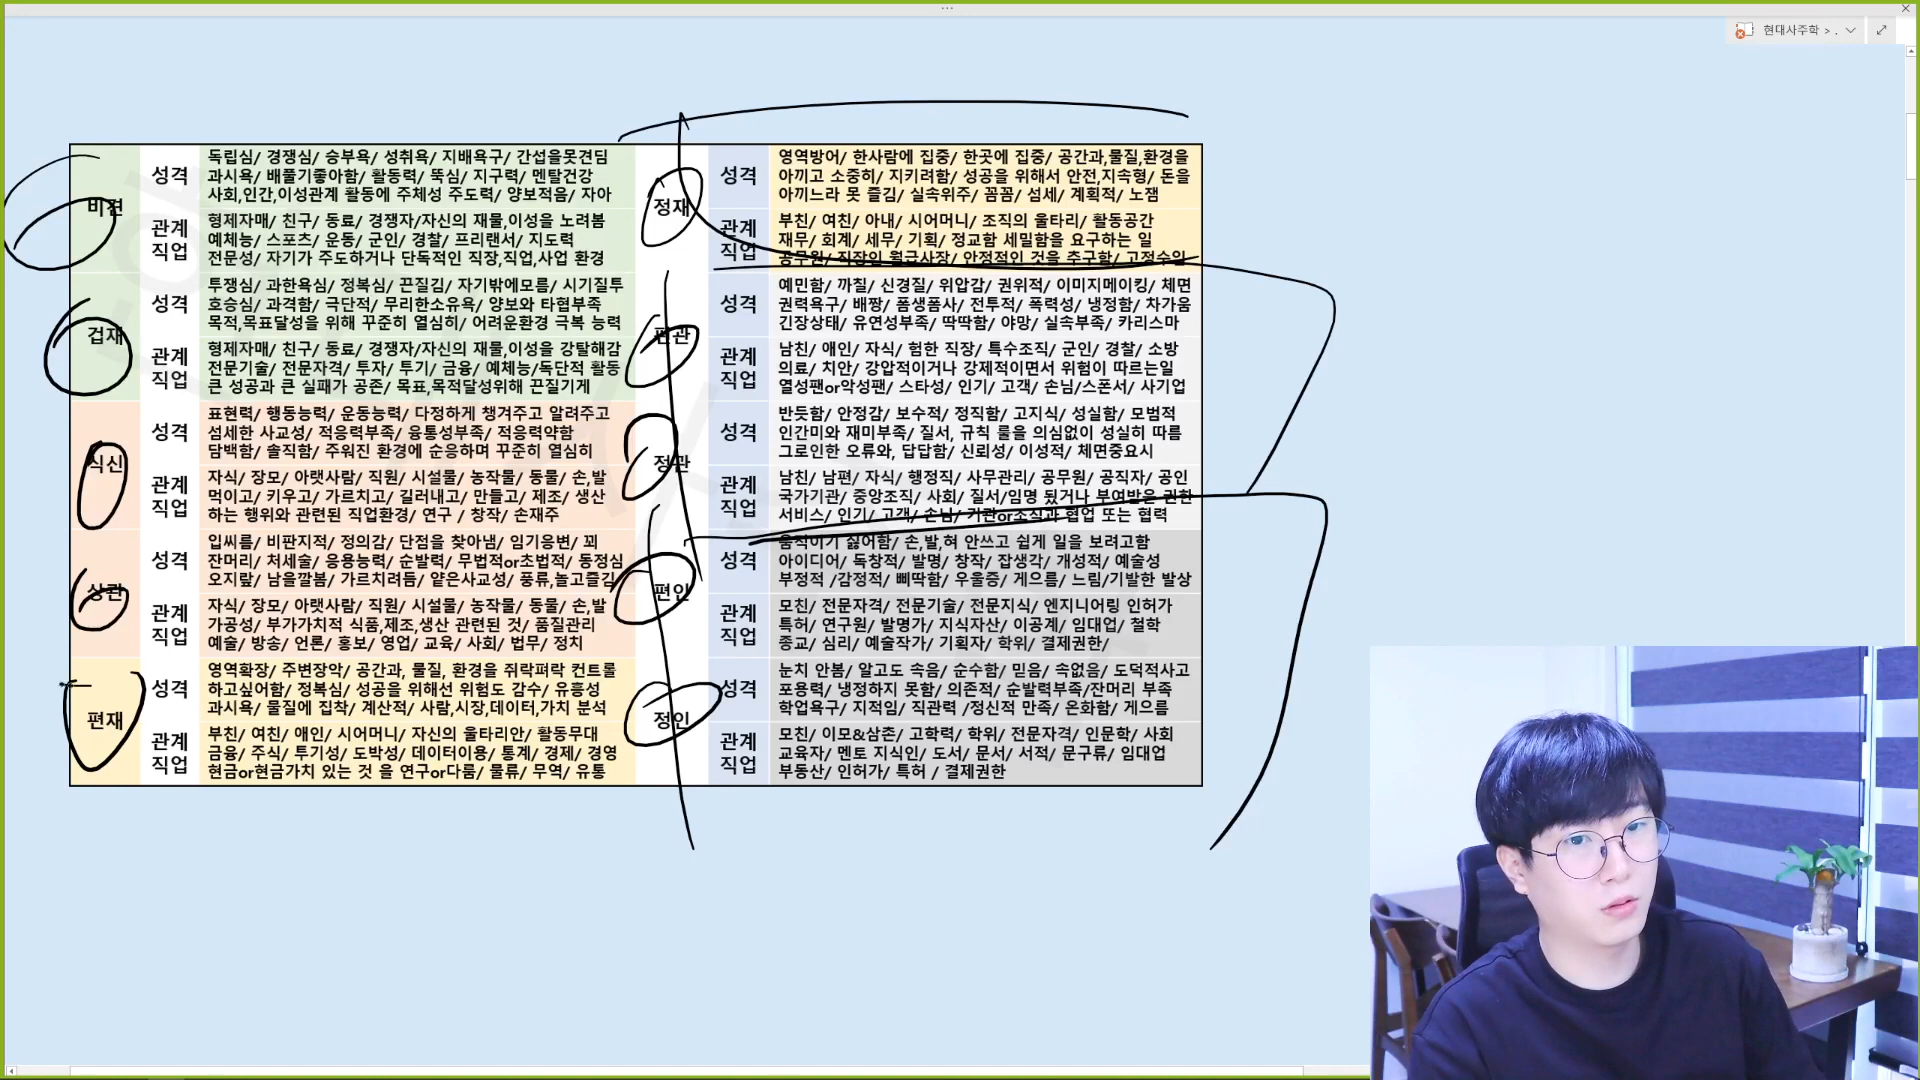 현대사주학 > .
비견
성격
독립심/ 경쟁심/ 승부욕/ 성취욕/ 지배욕구/ 간섭을못견딤
과시욕/ 배풀기좋아함/ 활동력/ 뚝심/ 지구력/ 멘탈건강
사회,인간,이성관계 활동에 주체성 주도력/ 양보적음/ 자아
관계
직업
형제자매/ 친구/ 동료/ 경쟁자/자신의 재물,이성을 노려봄
예체능/ 스포츠/ 운동/ 군인/ 경찰/ 프리랜서/ 지도력
전문성/ 자기가 주도하거나 단독적인 직장,직업,사업 환경
겁재
성격
투쟁심/ 과한욕심/ 정복심/ 끈질김/ 자기밖에모름/ 시기질투
호승심/ 과격함/ 극단적/ 무리한소유욕/ 양보와 타협부족
목적,목표달성을 위해 꾸준히 열심히/ 어려운환경 극복 능력
관계
직업
형제자매/ 친구/ 동료/ 경쟁자/자신의 재물,이성을 강탈해감
전문기술/ 전문자격/ 투자/ 투기/ 금융/ 예체능/독단적 활동
큰 성공과 큰 실패가 공존/ 목표,목적달성위해 끈질기게
식신
성격
표현력/ 행동능력/ 운동능력/ 다정하게 챙겨주고 알려주고
섬세한 사교성/ 적응력부족/ 융통성부족/ 적응력약함
담백함/ 솔직함/ 주워진 환경에 순응하며 꾸준히 열심히
관계
직업
자식/ 장모/ 아랫사람/ 직원/ 시설물/ 농작물/ 동물/ 손,발
먹이고/ 키우고/ 가르치고/ 길러내고/ 만들고/ 제조/ 생산
하는 행위와 관련된 직업환경/ 연구 / 창작/ 손재주
상관
성격
입씨름/ 비판지적/ 정의감/ 단점을 찾아냄/ 임기응변/ 꾀
잔머리/ 처세술/ 응용능력/ 순발력/ 무법적or초법적/ 동정심
오지랖/ 남을깔봄/ 가르치려듬/ 얕은사교성/ 풍류,놀고즐김
관계
직업
자식/ 장모/ 아랫사람/ 직원/ 시설물/ 농작물/ 동물/ 손,발
가공성/ 부가가치적 식품,제조,생산 관련된 것/ 품질관리
예술/ 방송/ 언론/ 홍보/ 영업/ 교육/ 사회/ 법무/ 정치
편재
성격
영역확장/ 주변장악/ 공간과, 물질, 환경을 쥐락펴락 컨트롤
하고싶어함/ 정복심/ 성공을 위해선 위험도 감수/ 유흥성
과시욕/ 물질에 집착/ 계산적/ 사람,시장,데이터,가치 분석
관계
직업
부친/ 여친/ 애인/ 시어머니/ 자신의 울타리안/ 활동무대
금융/ 주식/ 투기성/ 도박성/ 데이터이용/ 통계/ 경제/ 경영
현금or현금가치 있는 것 을 연구or다룸/ 물류/ 무역/ 유통
정재
성격
영역방어/ 한사람에 집중/ 한곳에 집중/ 공간과,물질,환경을
아끼고 소중히/ 지키려함/ 성공을 위해서 안전,지속형/ 돈을
아끼느라 못 즐김/ 실속위주/ 꼼꼼/ 섬세/ 계획적/ 노잼
관계
직업
부친/ 여친/ 아내/ 시어머니/ 조직의 울타리/ 활동공간
재무/ 회계/ 세무/ 기획/ 정교함 세밀함을 요구하는 일
공무원/ 직장인 월급사장/ 안정적인 것을 추구함/ 고정수입
편관
성격
예민함/ 까칠/ 신경질/ 위압감/ 권위적/ 이미지메이킹/ 체면
권력욕구/ 배짱/ 폼생폼사/ 전투적/ 폭력성/ 냉정함/ 차가움
긴장상태/ 유연성부족/ 딱딱함/ 야망/ 실속부족/ 카리스마
관계
직업
남친/ 애인/ 자식/ 험한 직장/ 특수조직/ 군인/ 경찰/ 소방
의료/ 치안/ 강압적이거나 강제적이면서 위험이 따르는일
열성팬or악성팬/ 스타성/ 인기/ 고객/ 손님/스폰서/ 사기업
정관
성격
반듯함/ 안정감/ 보수적/ 정직함/ 고지식/ 성실함/ 모범적
인간미와 재미부족/ 질서, 규칙 룰을 의심없이 성실히 따름
그로인한 오류와, 답답함/ 신뢰성/ 이성적/ 체면중요시
관계
직업
남친/ 남편/ 자식/ 행정직/ 사무관리/ 공무원/ 공직자/ 공인
국가기관/ 중앙조직/ 사회/ 질서/임명 됬거나 부여받은 권한
서비스/ 인기/ 고객/ 손님/ 기관or조직과 협업 또는 협력
편인
성격
움직이기 싫어함/ 손,발,혀 안쓰고 쉽게 일을 보려고함
아이디어/ 독창적/ 발명/ 창작/ 잡생각/ 개성적/ 예술성
부정적 /감정적/ 삐딱함/ 우울증/ 게으름/ 느림/기발한 발상
관계
직업
모친/ 전문자격/ 전문기술/ 전문지식/ 엔지니어링 인허가
특허/ 연구원/ 발명가/ 지식자산/ 이공계/ 임대업/ 철학
종교/ 심리/ 예술작가/ 기획자/ 학위/ 결제권한/
정인
성격
눈치 안봄/ 알고도 속음/ 순수함/ 믿음/ 속없음/ 도덕적사고
포용력/ 냉정하지 못함/ 의존적/ 순발력부족/잔머리 부족
학업욕구/ 지적임/ 직관력 /정신적 만족/ 온화함/ 게으름
관계
직업
모친/ 이모&삼촌/ 고학력/ 학위/ 전문자격/ 인문학/ 사회
교육자/ 멘토 지식인/ 도서/ 문서/ 서적/ 문구류/ 임대업
부동산/ 인허가/ 특허 / 결제권한